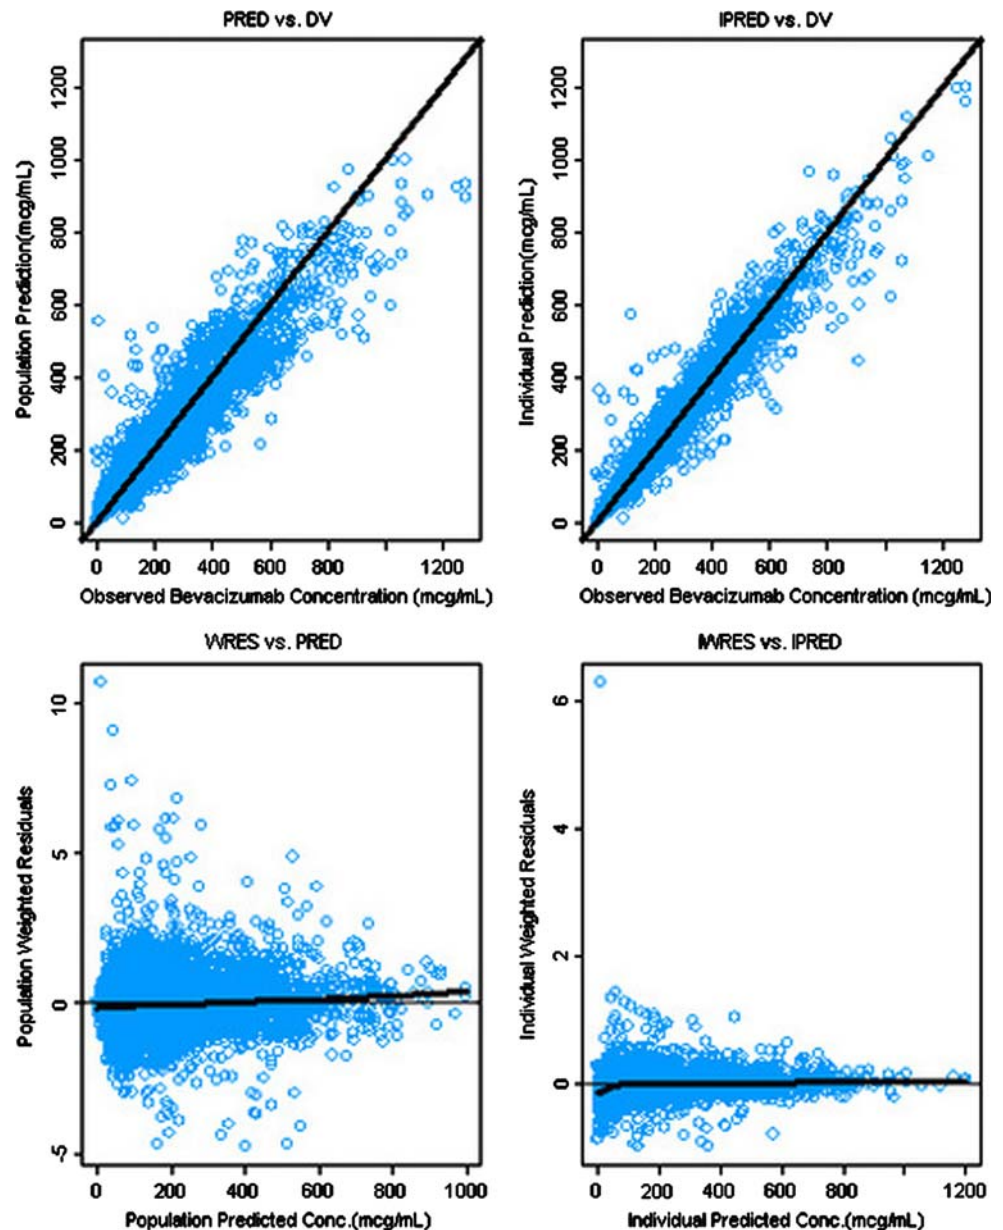 PRED vs. DV
IPRED vs. DV
Population Prediction(mcg/mL)
0 200 400 600 800 1000 1200
0 200 400 600 800 1200
Observed Bevacizumab Concentration (mcg/mL)
Individual Prediction(mcg/mL)
0 200 400 600 800 1000 1200
0 200 400 600 800 1200
Observed Bevacizumab Concentration (mcg/mL)
WRES vs. PRED
IWRES vs. IPRED
Population Weighted Residuals
-5 0 5 10
0 200 400 600 800 1000
Population Predicted Conc.(mcg/mL)
Individual Weighted Residuals
0 2 4 6
0 200 400 600 800 1200
Individual Predicted Conc.(mcg/mL)